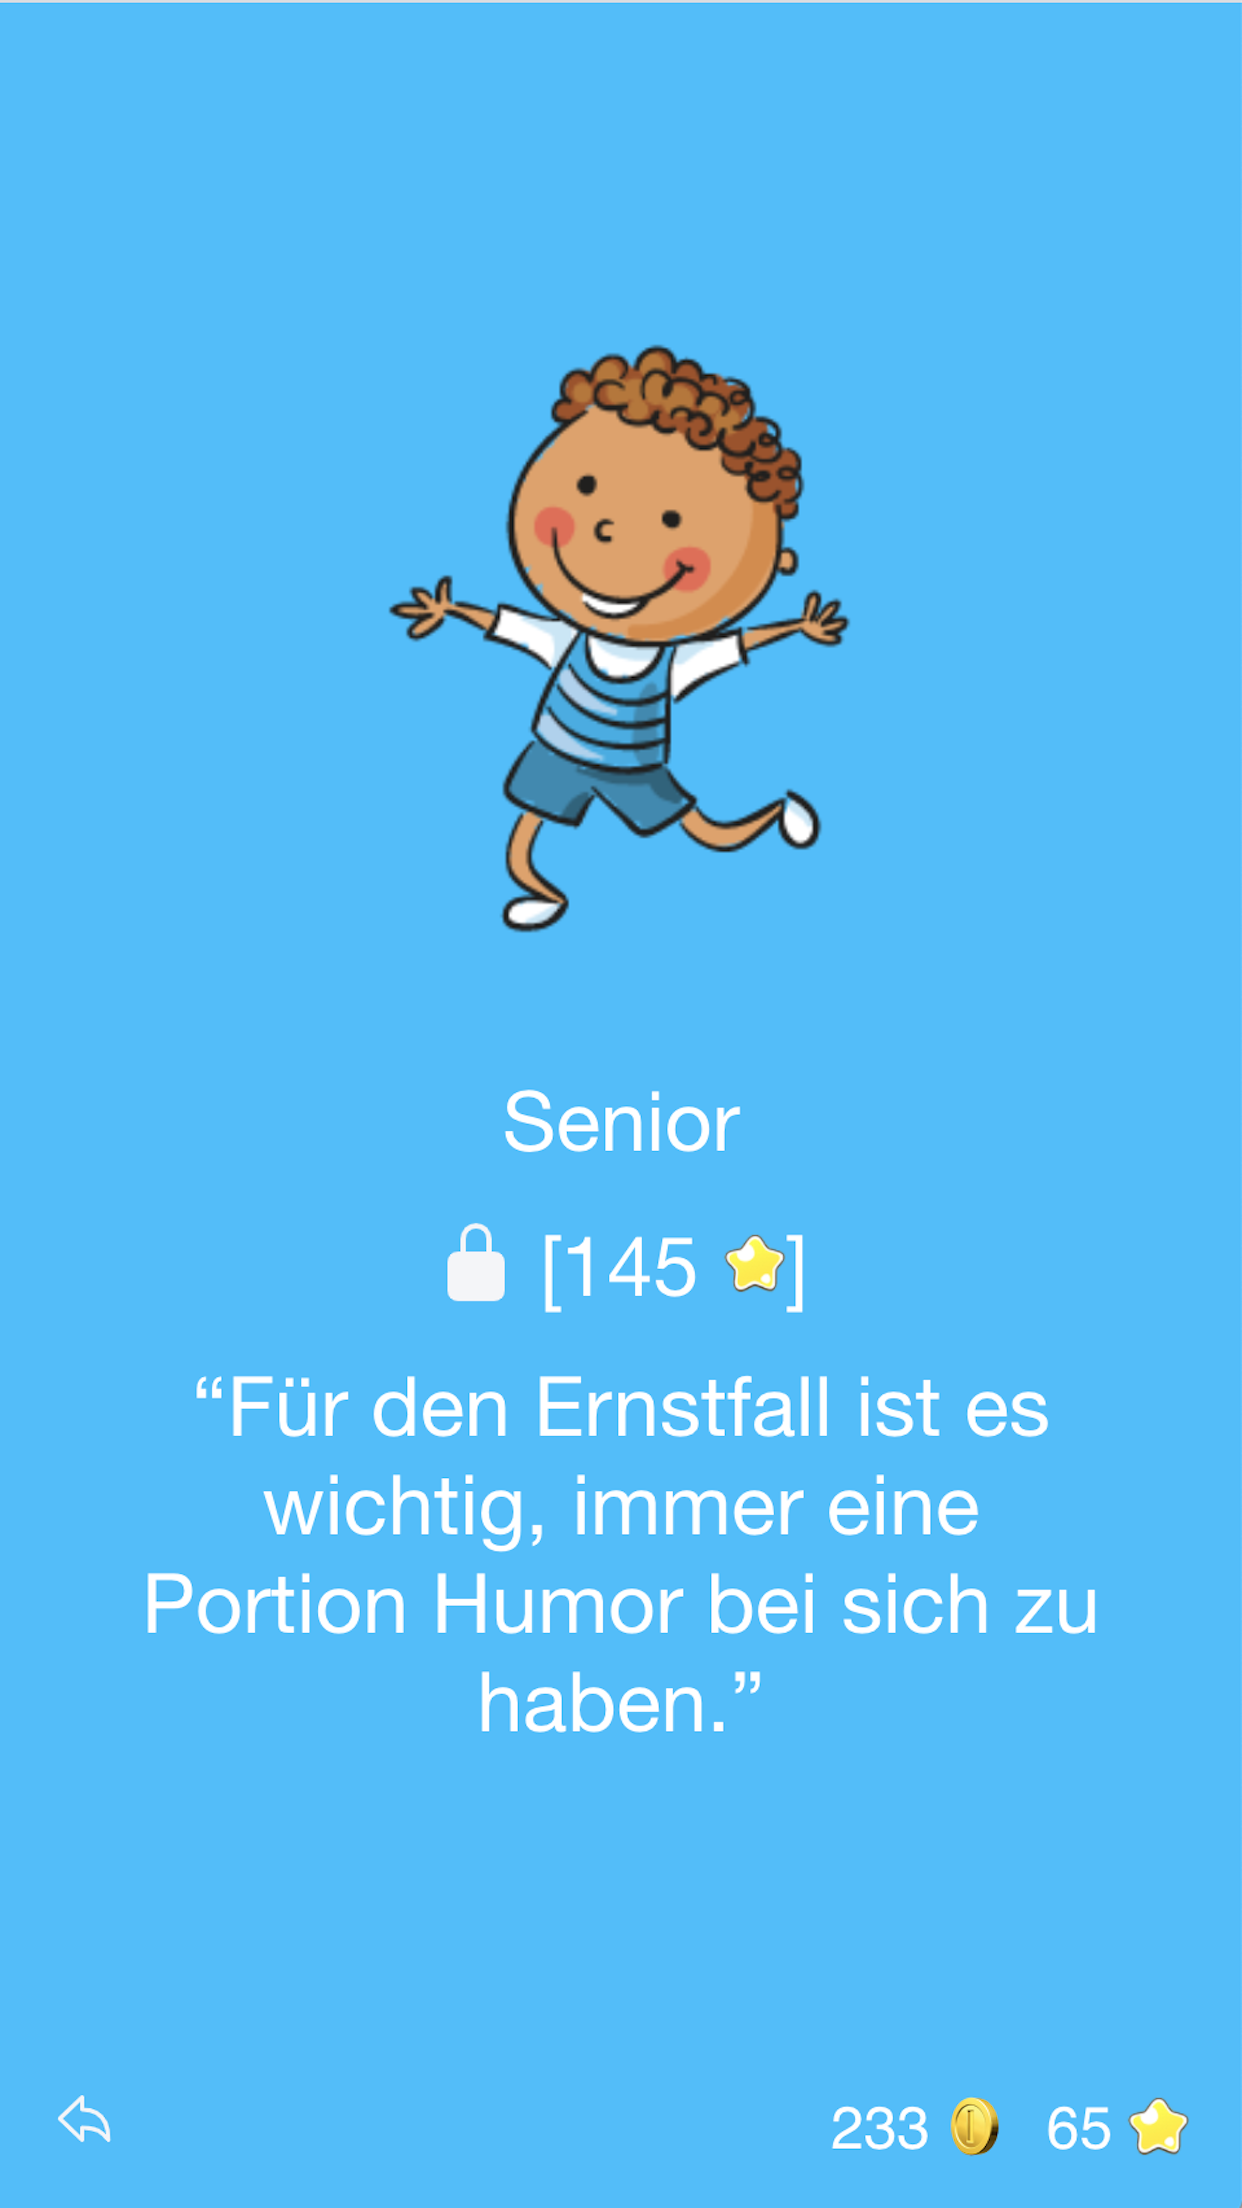 Senior
[145 ]
“Für den Ernstfall ist es
wichtig, immer eine
Portion Humor bei sich zu
haben.”
233 65